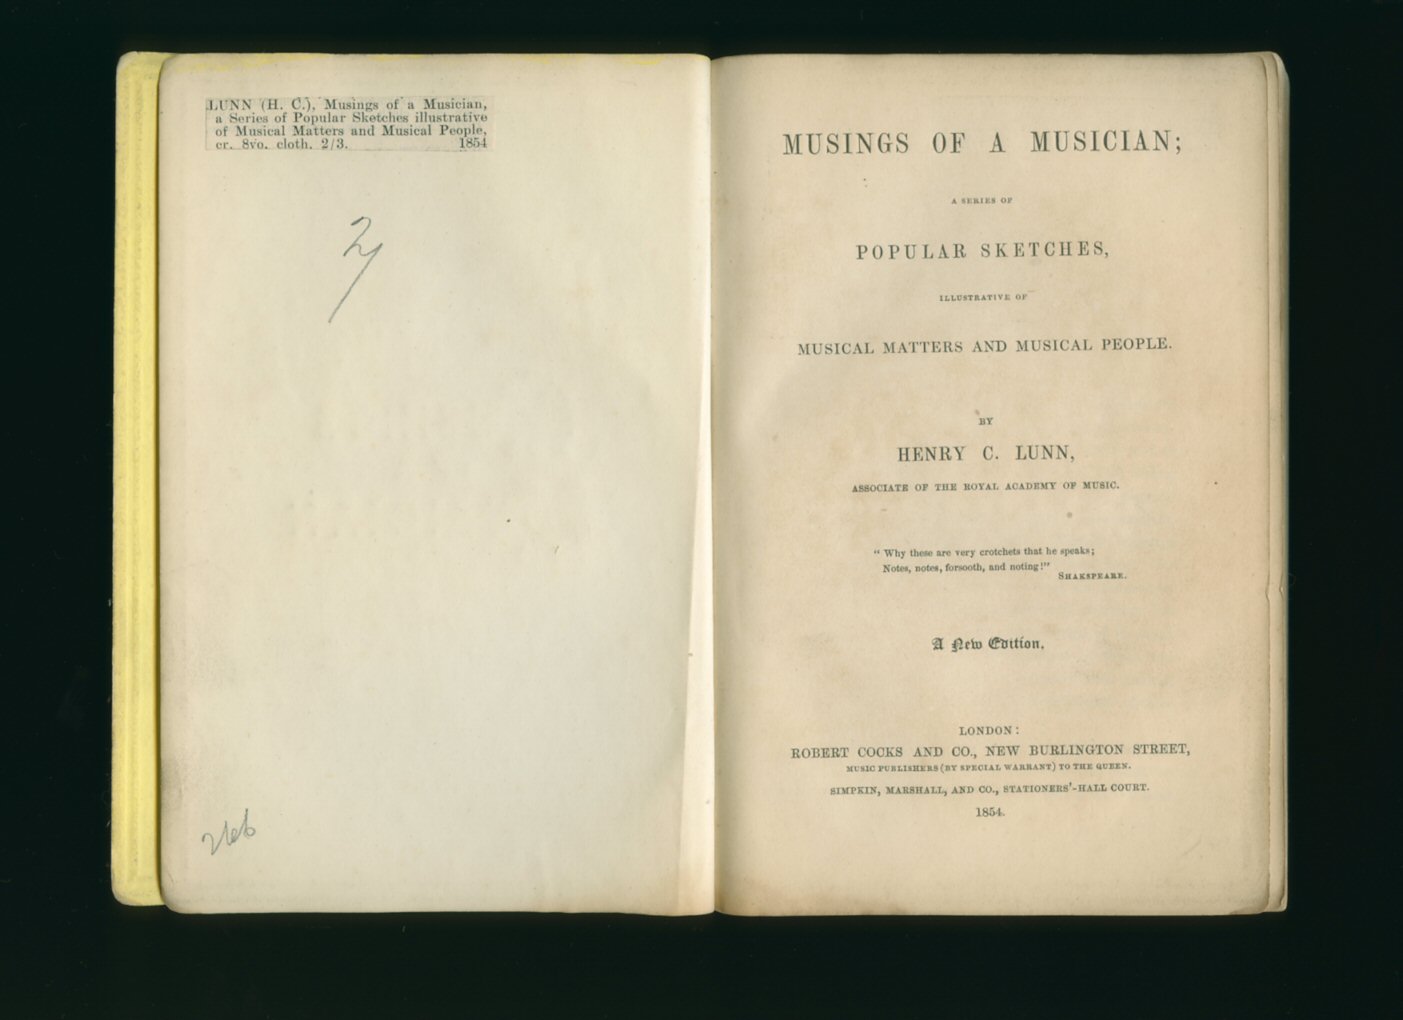 LUNN (H. C.), Musings of a Musician,
a Series of Popular Sketches illustrative
of Musical Matters and Musical People,
cr. 8vo. cloth. 2/3. 1854
2/
MUSINGS OF A MUSICIAN;
A SERIES OF
POPULAR SKETCHES,
ILLUSTRATIVE OF
MUSICAL MATTERS AND MUSICAL PEOPLE.
BY
HENRY C. LUNN,
ASSOCIATE OF THE ROYAL ACADEMY OF MUSIC.
“ Why these are very crotchets that he speaks;
Notes, notes, forsooth, and noting!”
SHAKSPEARE.
A New Edition.
LONDON:
ROBERT COCKS AND CO., NEW BURLINGTON STREET,
MUSIC PUBLISHERS (BY SPECIAL WARRANT) TO THE QUEEN.
SIMPKIN, MARSHALL, AND CO., STATIONERS'-HALL COURT.
1854.